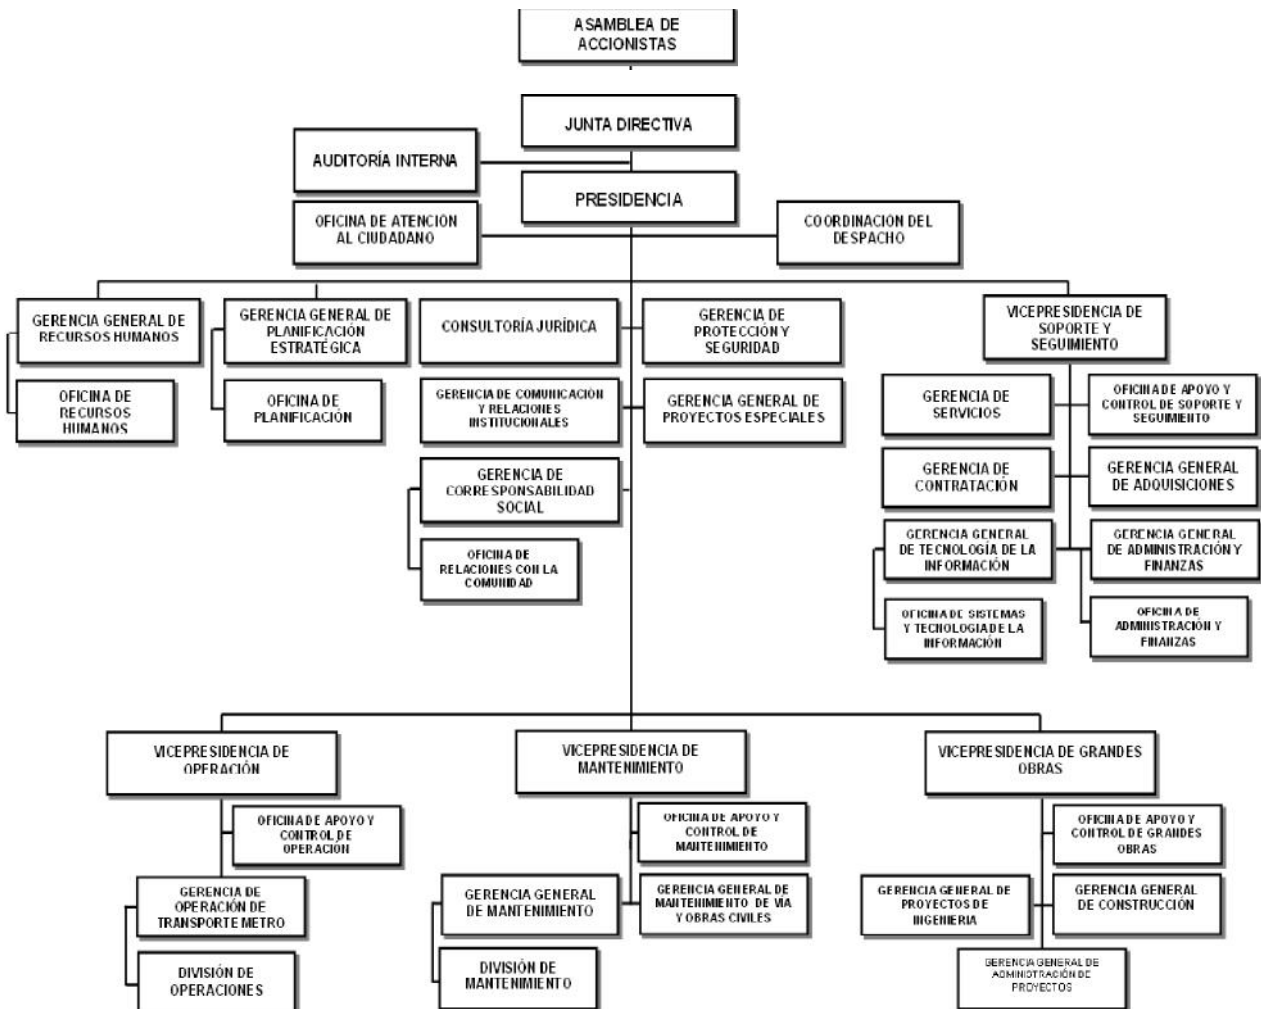 ASAMBLEA DE
ACCIONISTAS
JUNTA DIRECTIVA
AUDITORÍA INTERNA
PRESIDENCIA
OFICINA DE ATENCION
AL CIUDADANO
COORDINACION DEL
DESPACHO
GERENCIA GENERAL DE
RECURSOS HUMANOS
GERENCIA GENERAL DE
PLANIFICACIÓN
ESTRATÉGICA
CONSULTORÍA JURÍDICA
GERENCIA DE
PROTECCIÓN Y
SEGURIDAD
VICEPRESIDENCIA DE
SOPORTE Y
SEGUIMIENTO
OFICINA DE
RECURSOS
HUMANOS
OFICINA DE
PLANIFICACIÓN
GERENCIA DE COMUNICACIÓN
Y RELACIONES
INSTITUCIONALES
GERENCIA GENERAL DE
PROYECTOS ESPECIALES
GERENCIA DE
SERVICIOS
OFICINA DE APOYO Y
CONTROL DE SOPORTE Y
SEGUIMIENTO
GERENCIA DE
CORRESPONSABILIDAD
SOCIAL
GERENCIA DE
CONTRATACIÓN
GERENCIA GENERAL
DE ADQUISICIONES
OFICINA DE
RELACIONES CON LA
COMUNIDAD
GERENCIA GENERAL
DE TECNOLOGÍA DE LA
INFORMACIÓN
GERENCIA GENERAL
DE ADMINISTRACIÓN Y
FINANZAS
OFICINA DE SISTEMAS
Y TECNOLOGIA DE LA
INFORMACIÓN
OFICINA DE
ADMINISTRACIÓN Y
FINANZAS
VICEPRESIDENCIA DE
OPERACIÓN
VICEPRESIDENCIA DE
MANTENIMIENTO
VICEPRESIDENCIA DE GRANDES
OBRAS
OFICINA DE APOYO Y
CONTROL DE
OPERACIÓN
OFICINA DE APOYO Y
CONTROL DE
MANTENIMIENTO
OFICINA DE APOYO Y
CONTROL DE GRANDES
OBRAS
GERENCIA DE
OPERACIÓN DE
TRANSPORTE METRO
GERENCIA GENERAL
DE MANTENIMIENTO
GERENCIA GENERAL DE
MANTENIMIENTO DE VÍA
Y OBRAS CIVILES
GERENCIA GENERAL DE
PROYECTOS DE
INGENIERIA
GERENCIA GENERAL
DE CONSTRUCCIÓN
DIVISIÓN DE
OPERACIONES
DIVISIÓN DE
MANTENIMIENTO
GERENCIA GENERAL DE
ADMINISTRACIÓN DE
PROYECTOS